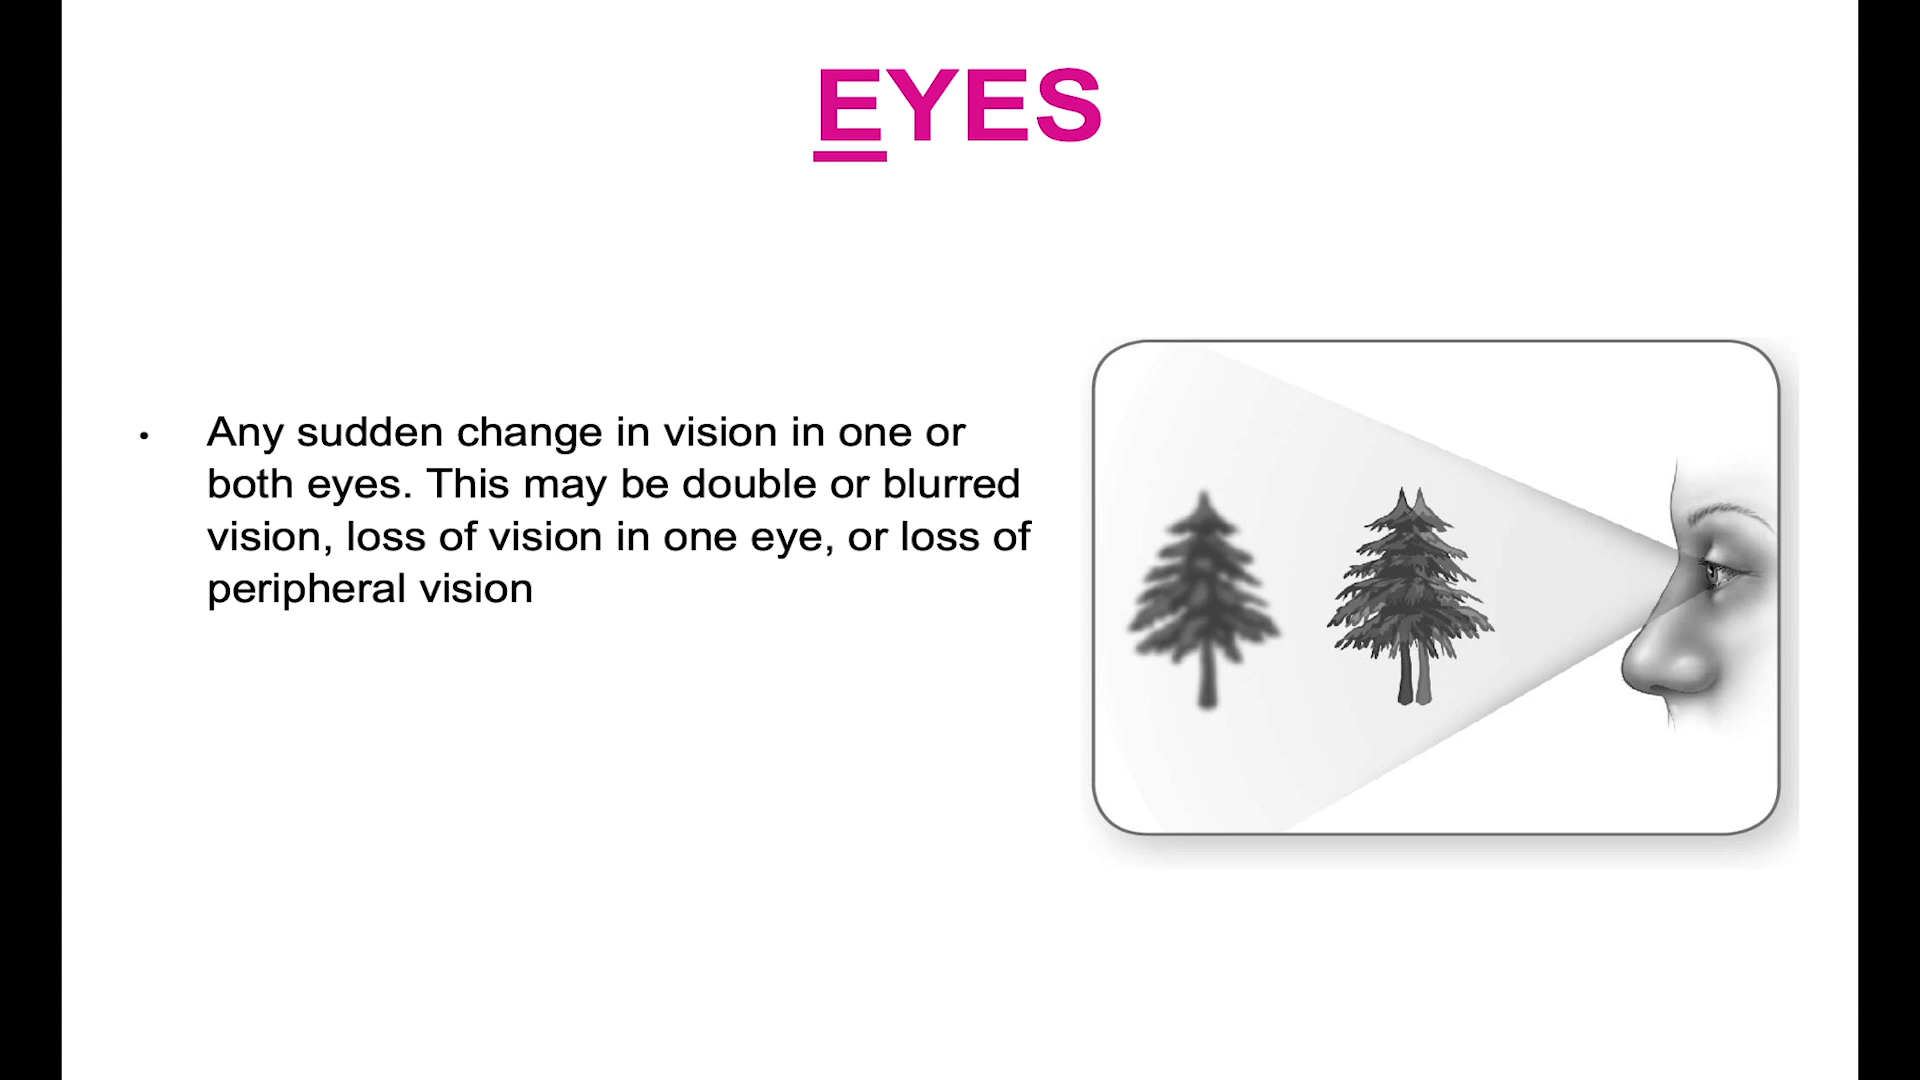 EYES
• Any sudden change in vision in one or
both eyes. This may be double or blurred
vision, loss of vision in one eye, or loss of
peripheral vision